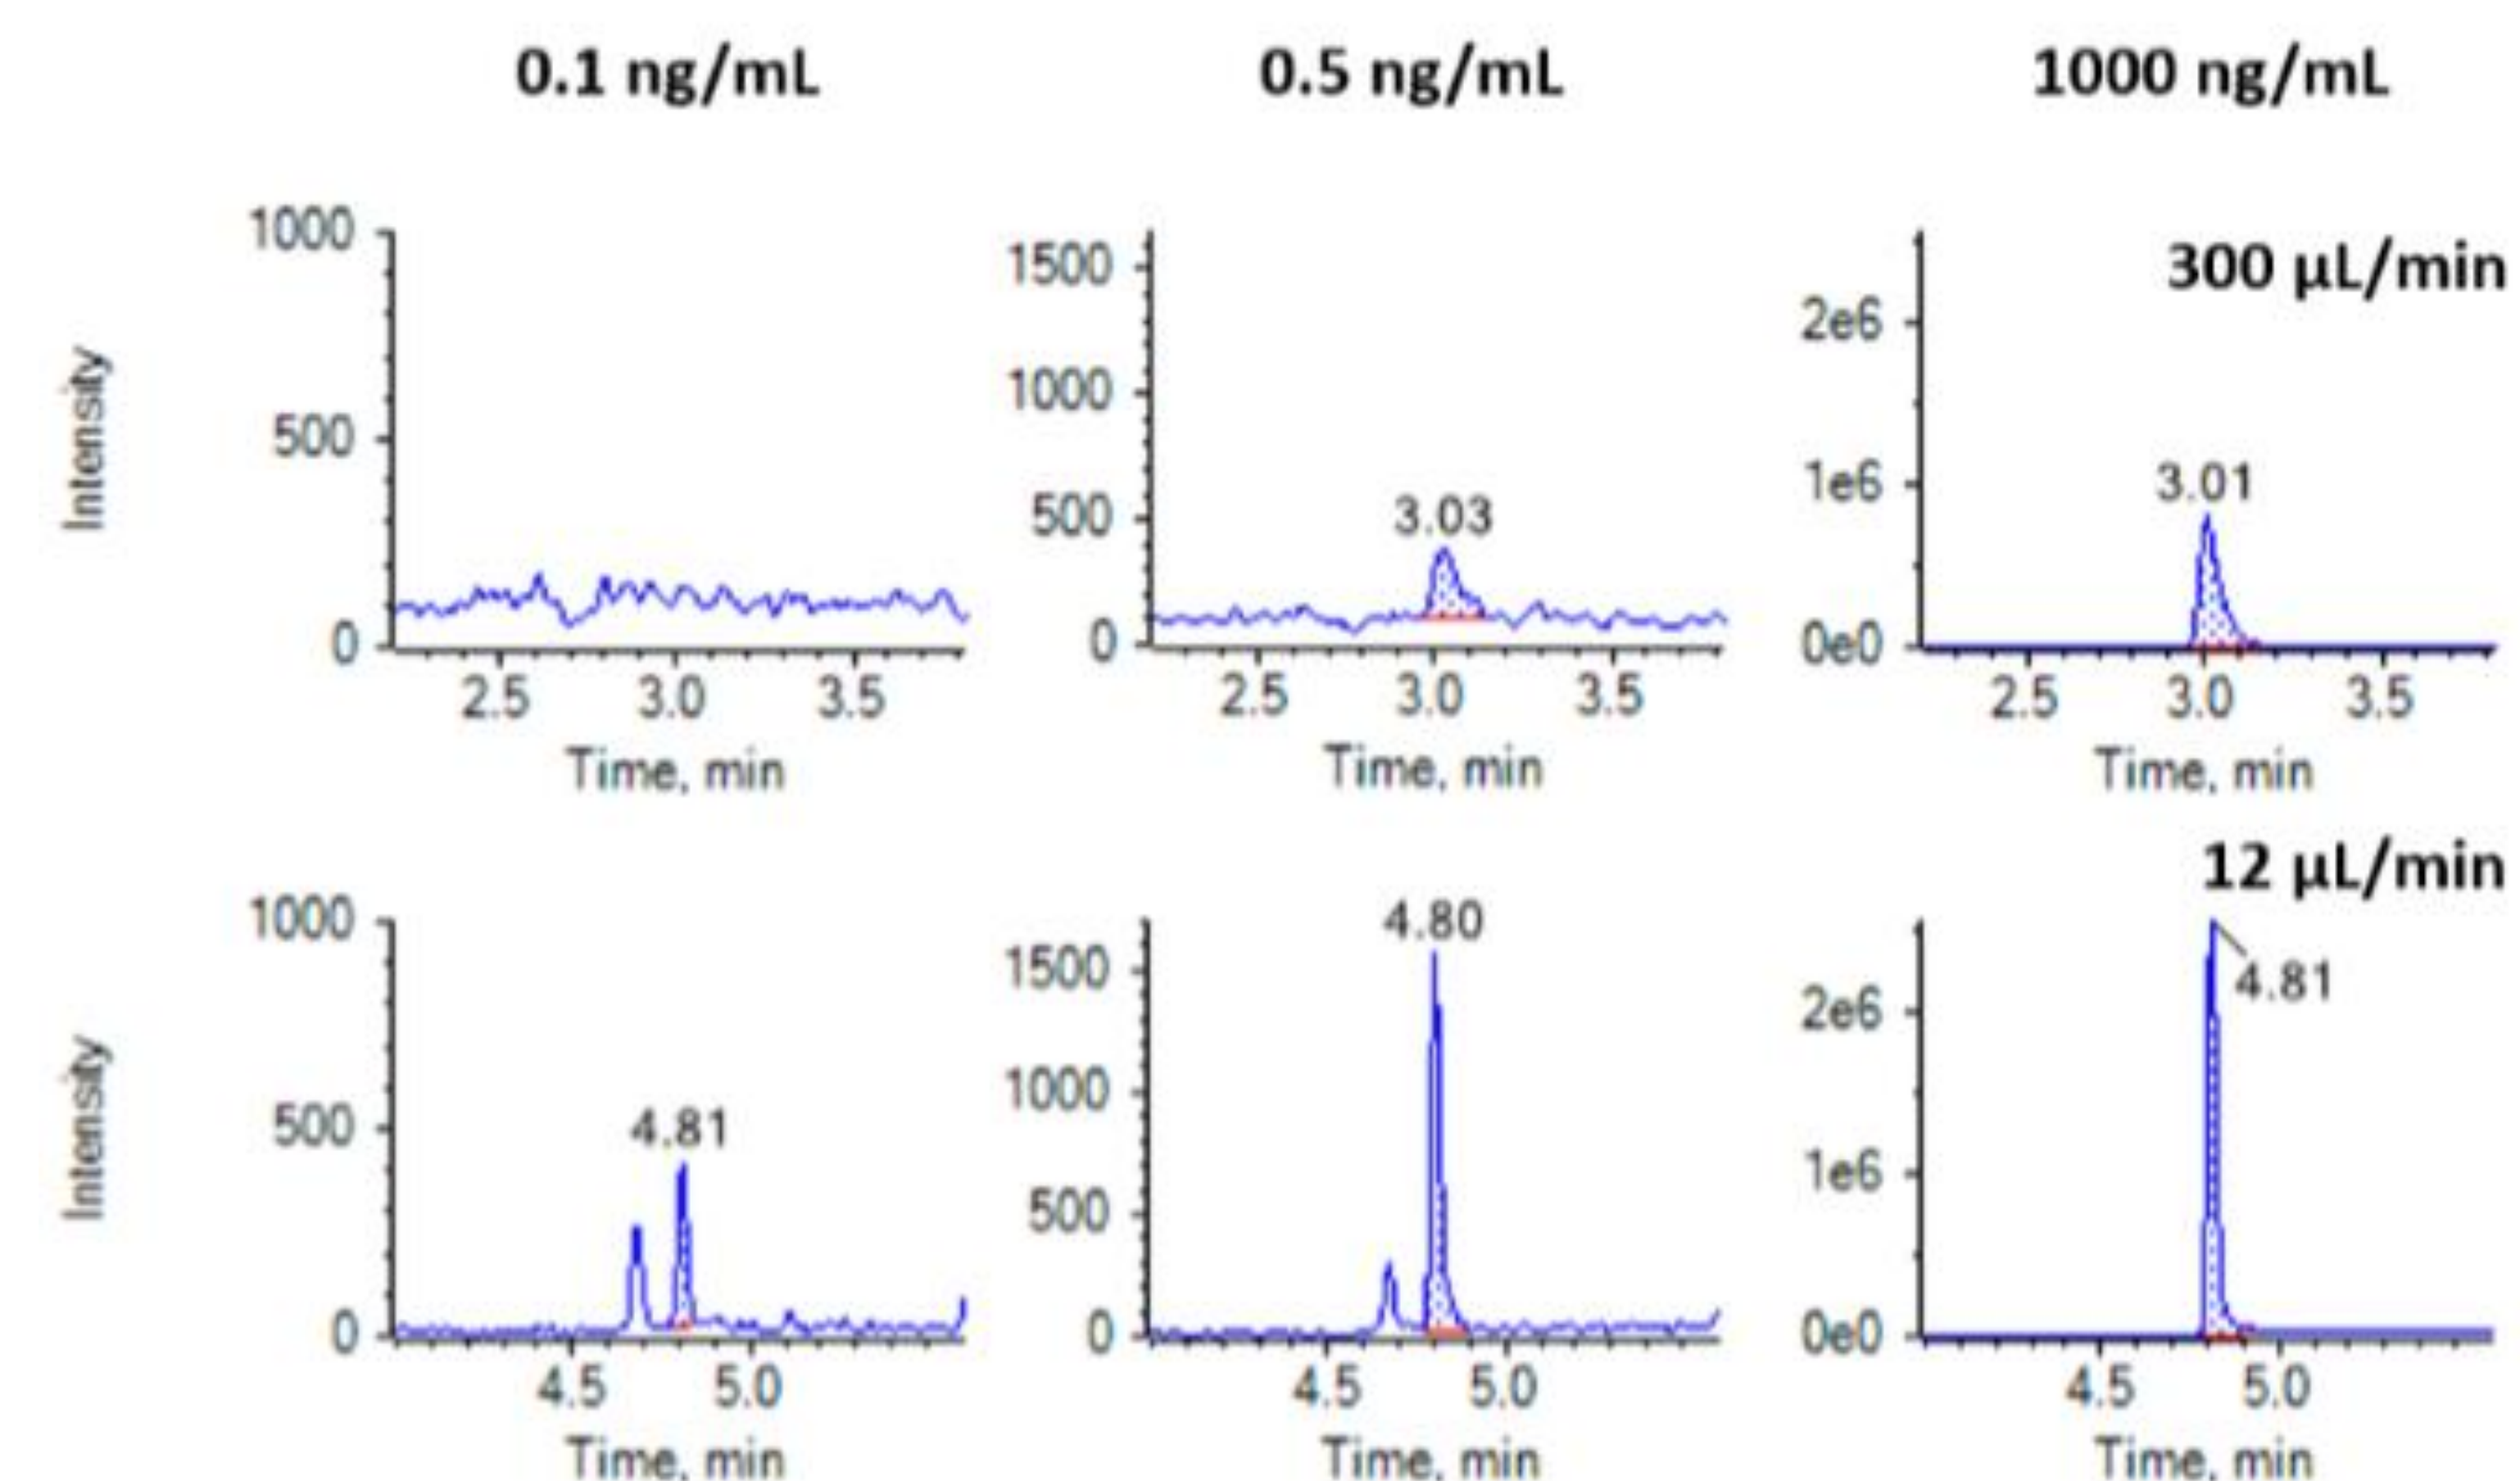 0.1 ng/mL
0.5 ng/mL
1000 ng/mL
300 µL/min
Intensity
1000
500
0
2.5
3.0
3.5
Time, min
1500
1000
500
0
3.03
2.5
3.0
3.5
Time, min
2e6
1e6
0e0
3.01
2.5
3.0
3.5
Time, min
12 µL/min
Intensity
1000
500
0
4.81
4.5
5.0
Time, min
1500
1000
500
0
4.80
4.5
5.0
Time, min
2e6
1e6
0e0
4.81
4.5
5.0
Time, min